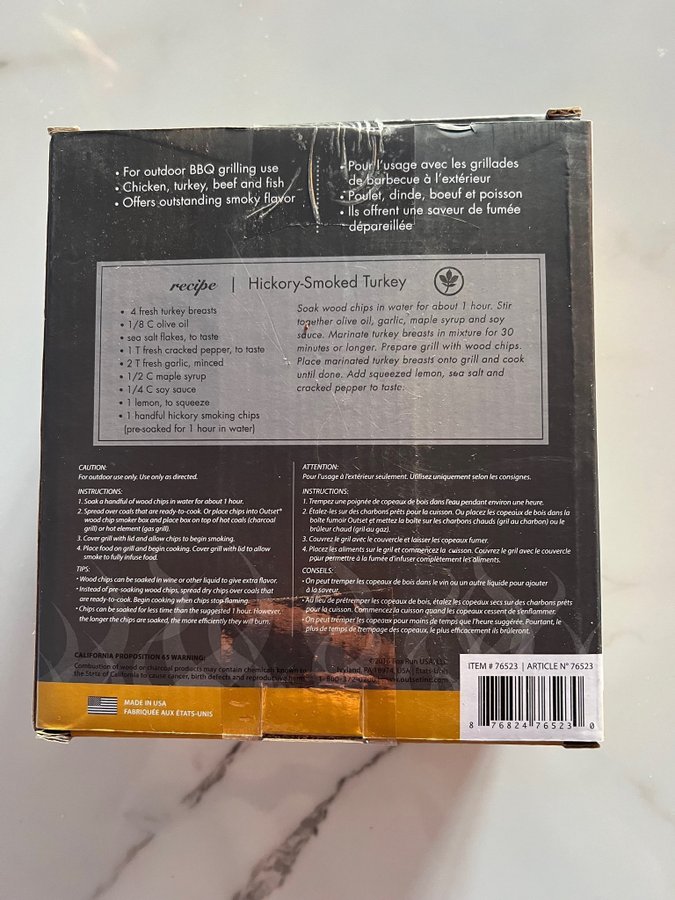 • For outdoor BBQ grilling use
• Chicken, turkey, beef and fish
• Offers outstanding smoky flavor
• Pour l'usage avec les grillades
de barbecue à l'extérieur
• Poulet, dinde, boeuf et poisson
• Ils offrent une saveur de fumée
dépareillée
recipe | Hickory-Smoked Turkey
• 4 fresh turkey breasts
• 1/8 C olive oil
• sea salt flakes, to taste
• 1 T fresh cracked pepper, to taste
• 2 T fresh garlic, minced
• 1/2 C maple syrup
• 1/4 C soy sauce
• 1 lemon, to squeeze
• 1 handful hickory smoking chips
(pre-soaked for 1 hour in water)
Soak wood chips in water for about 1 hour. Stir
together olive oil, garlic, maple syrup and soy
sauce. Marinate turkey breasts in mixture for 30
minutes or longer. Prepare grill with wood chips.
Place marinated turkey breasts onto grill and cook
until done. Add squeezed lemon, sea salt and
cracked pepper to taste.
CAUTION:
For outdoor use only. Use only as directed.
INSTRUCTIONS:
1. Soak a handful of wood chips in water for about 1 hour.
2. Spread over coals that are ready-to-cook. Or place chips into Outset®
wood chip smoker box and place box on top of hot coals (charcoal
grill) or hot element (gas grill).
3. Cover grill with lid and allow chips to begin smoking.
4. Place food on grill and begin cooking. Cover grill with lid to allow
smoke to fully infuse food.
TIPS:
• Wood chips can be soaked in wine or other liquid to give extra flavor.
• Instead of pre-soaking wood chips, spread dry chips over coals that
are ready-to-cook. Begin cooking when chips stop flaming.
• Chips can be soaked for less time than the suggested 1 hour. However,
the longer the chips are soaked, the more efficiently they will burn.
ATTENTION:
Pour l'usage à l'extérieur seulement. Utilisez uniquement selon les consignes.
INSTRUCTIONS:
1. Trempez une poignée de copeaux de bois dans l'eau pendant environ une heure.
2. Étalez-les sur des charbons prêts pour la cuisson. Ou placez les copeaux dans la
boîte fumoir Outset et mettez la boîte sur les charbons chauds (gril au charbon) ou le
brûleur chaud (gril au gaz).
3. Couvrez le gril avec le couvercle et laisser les copeaux fumer.
4. Placez les aliments sur le gril et commencez la cuisson. Couvrez le gril avec le couvercle
pour permettre à la fumée d'infuser complètement les aliments.
CONSEILS:
• On peut tremper les copeaux de bois dans le vin ou un autre liquide pour ajouter
à la saveur.
• Au lieu de prétremper les copeaux de bois, étalez les copeaux secs sur des charbons prêts
pour la cuisson. Commencez la cuisson quand les copeaux cessent de s'enflammer.
• On peut tremper les copeaux pour moins de temps que l'heure suggérée. Pourtant, le
plus de temps de trempage des copeaux, le plus efficacement ils brûleront.
CALIFORNIA PROPOSITION 65 WARNING:
Combustion of wood or charcoal products may contain chemicals known to
the State of California to cause cancer, birth defects and reproductive harm.
Fox Run USA, LLC
Ivyland, PA 18974, USA | États-Unis
MADE IN USA
FABRIQUÉE AUX ÉTATS-UNIS
ITEM # 76523 | ARTICLE N° 76523
8 76824 76523 0